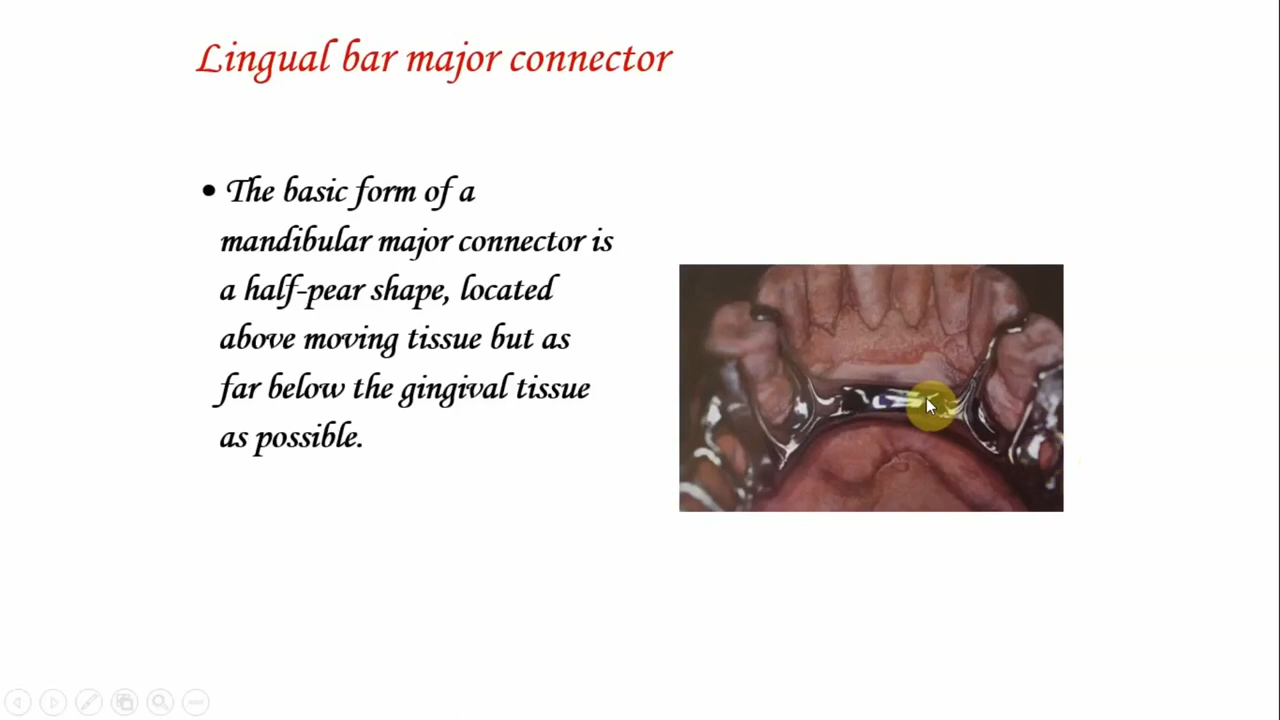 Lingual bar major connector
• The basic form of a
mandibular major connector is
a half-pear shape, located
above moving tissue but as
far below the gingival tissue
as possible.